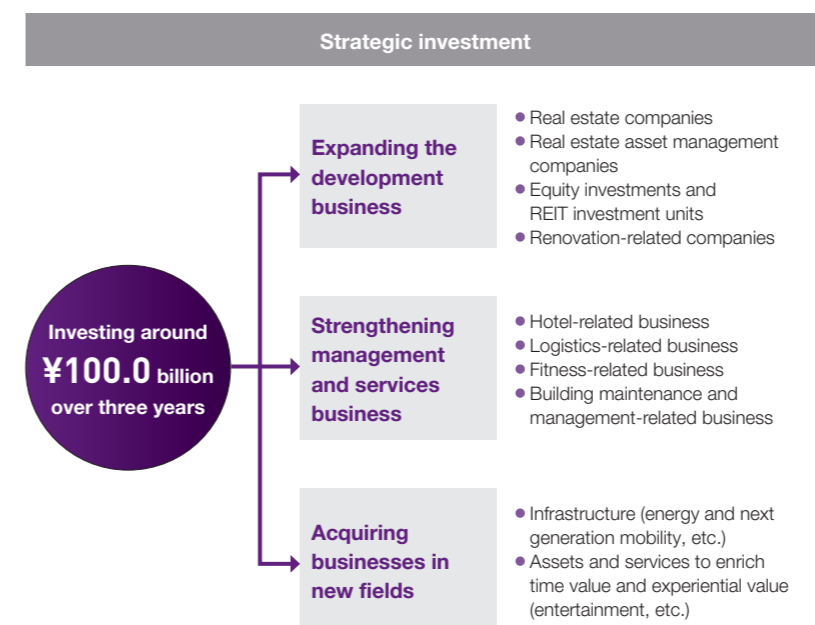 Strategic investment
Investing around
¥100.0 billion
over three years
Expanding the
development
business
● Real estate companies
● Real estate asset management
companies
● Equity investments and
REIT investment units
● Renovation-related companies
Strengthening
management
and services
business
● Hotel-related business
● Logistics-related business
● Fitness-related business
● Building maintenance and
management-related business
Acquiring
businesses in
new fields
● Infrastructure (energy and next
generation mobility, etc.)
● Assets and services to enrich
time value and experiential value
(entertainment, etc.)